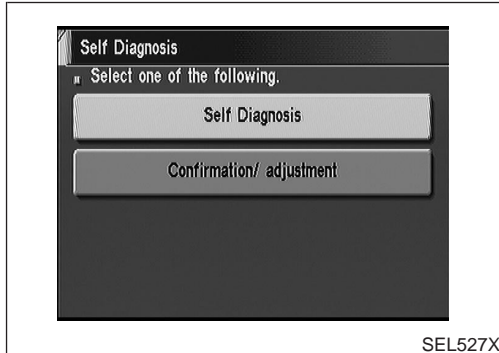 Self Diagnosis
Select one of the following.
Self Diagnosis
Confirmation/ adjustment
SEL527X